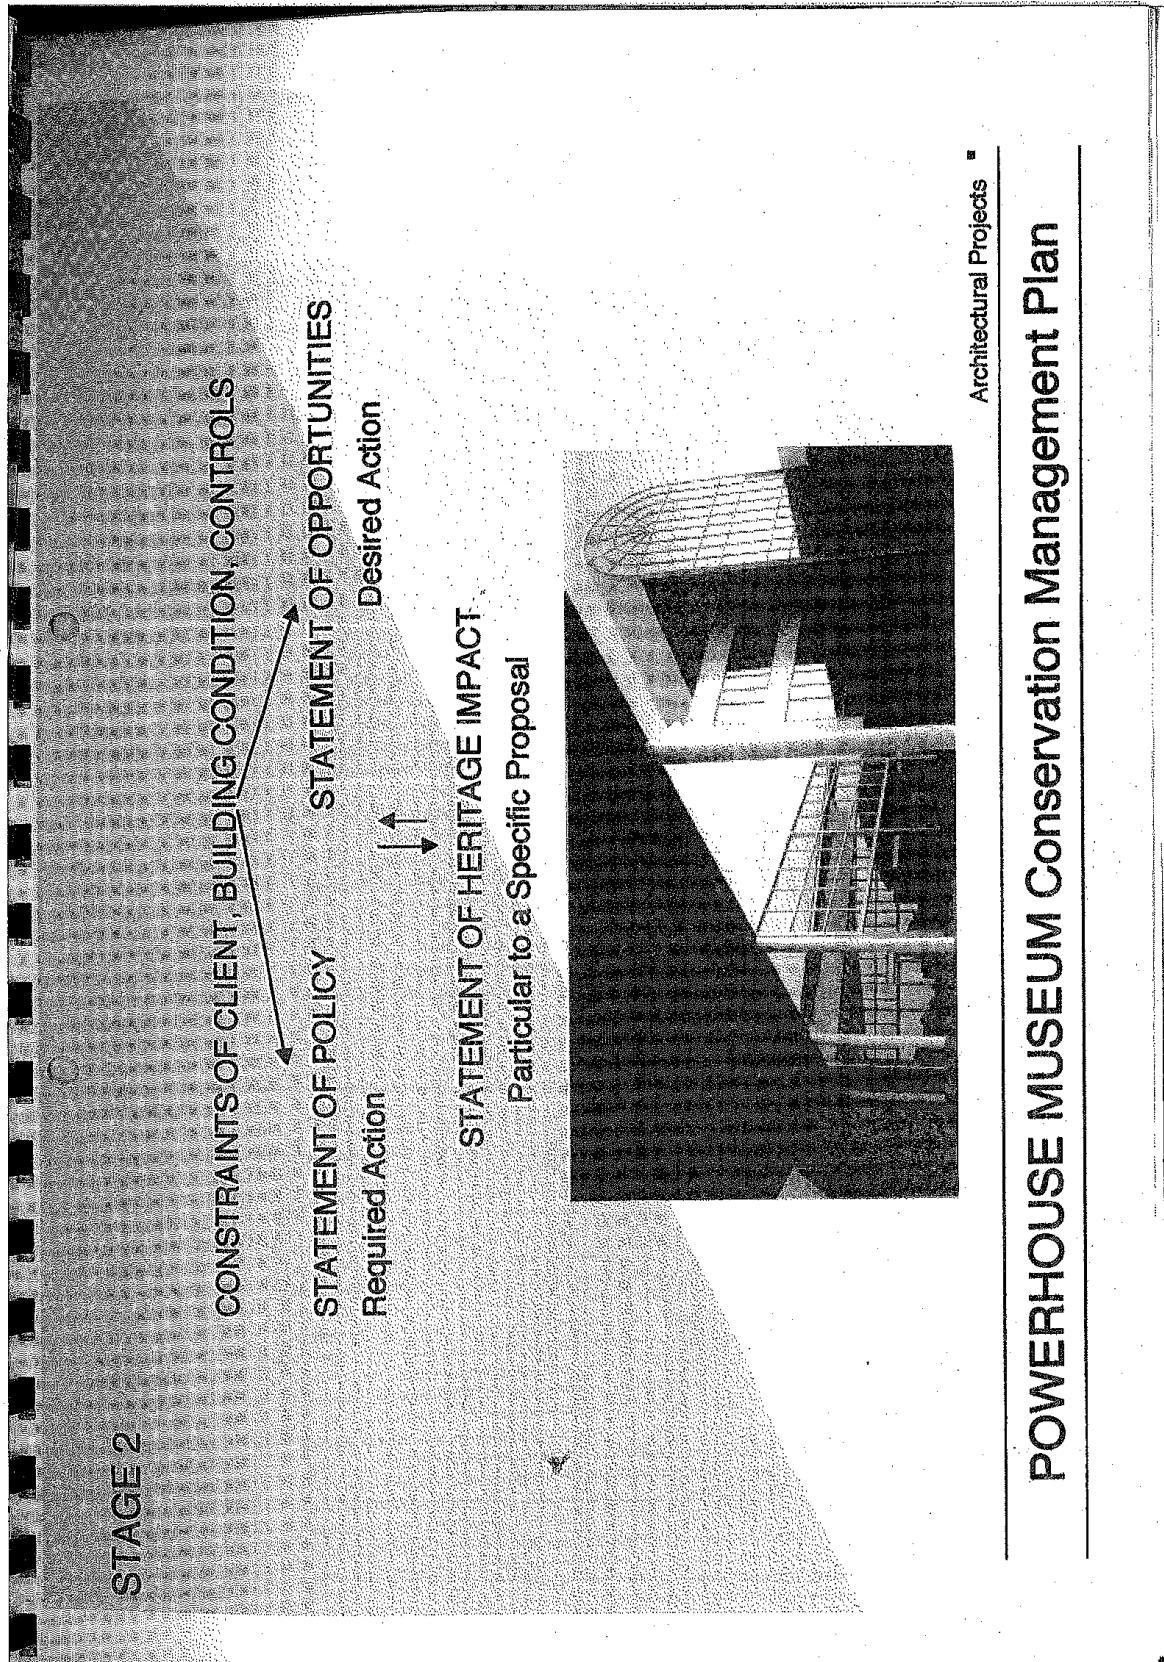 STAGE 2
CONSTRAINTS OF CLIENT, BUILDING CONDITION, CONTROLS
STATEMENT OF POLICY
Required Action
STATEMENT OF OPPORTUNITIES
Desired Action
STATEMENT OF HERITAGE IMPACT
Particular to a Specific Proposal
Architectural Projects
POWERHOUSE MUSEUM Conservation Management Plan